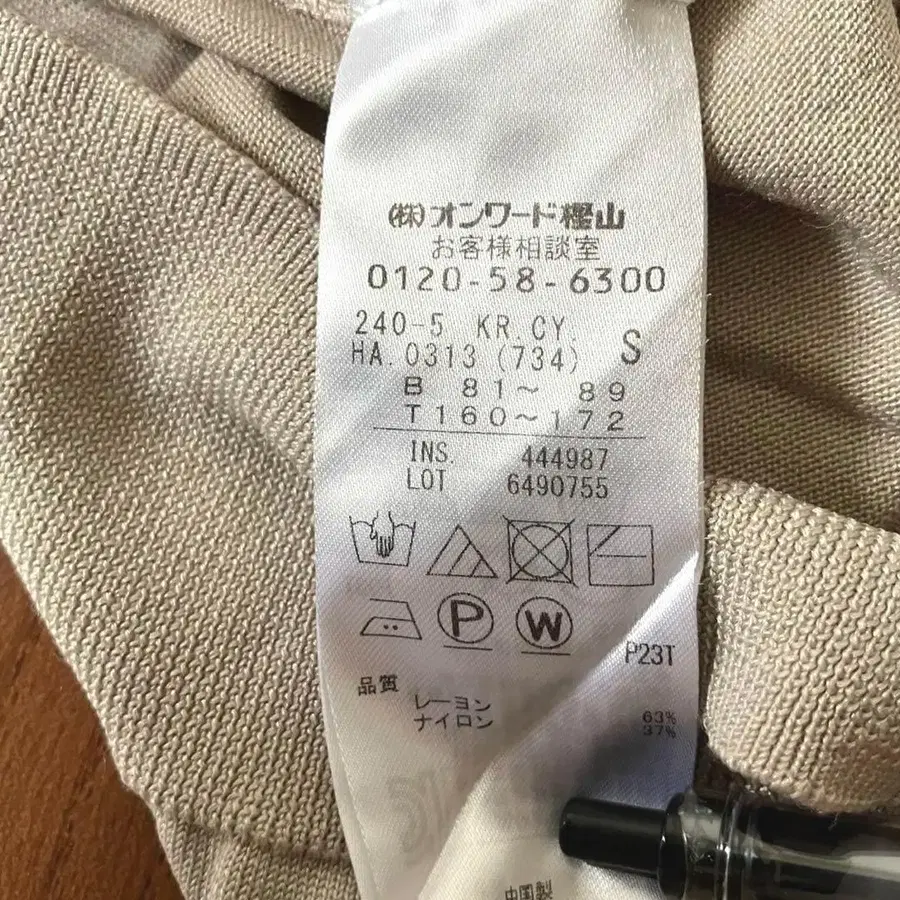 (株)オンワード樫山
お客様相談室
0120-58-6300
240-5 KR.CY.
HA.0313(734) S
B 81〜 89
T160〜172
INS. 444987
LOT 6490755
P W
P23T
品質
レーヨン 63%
ナイロン 37%
中国製